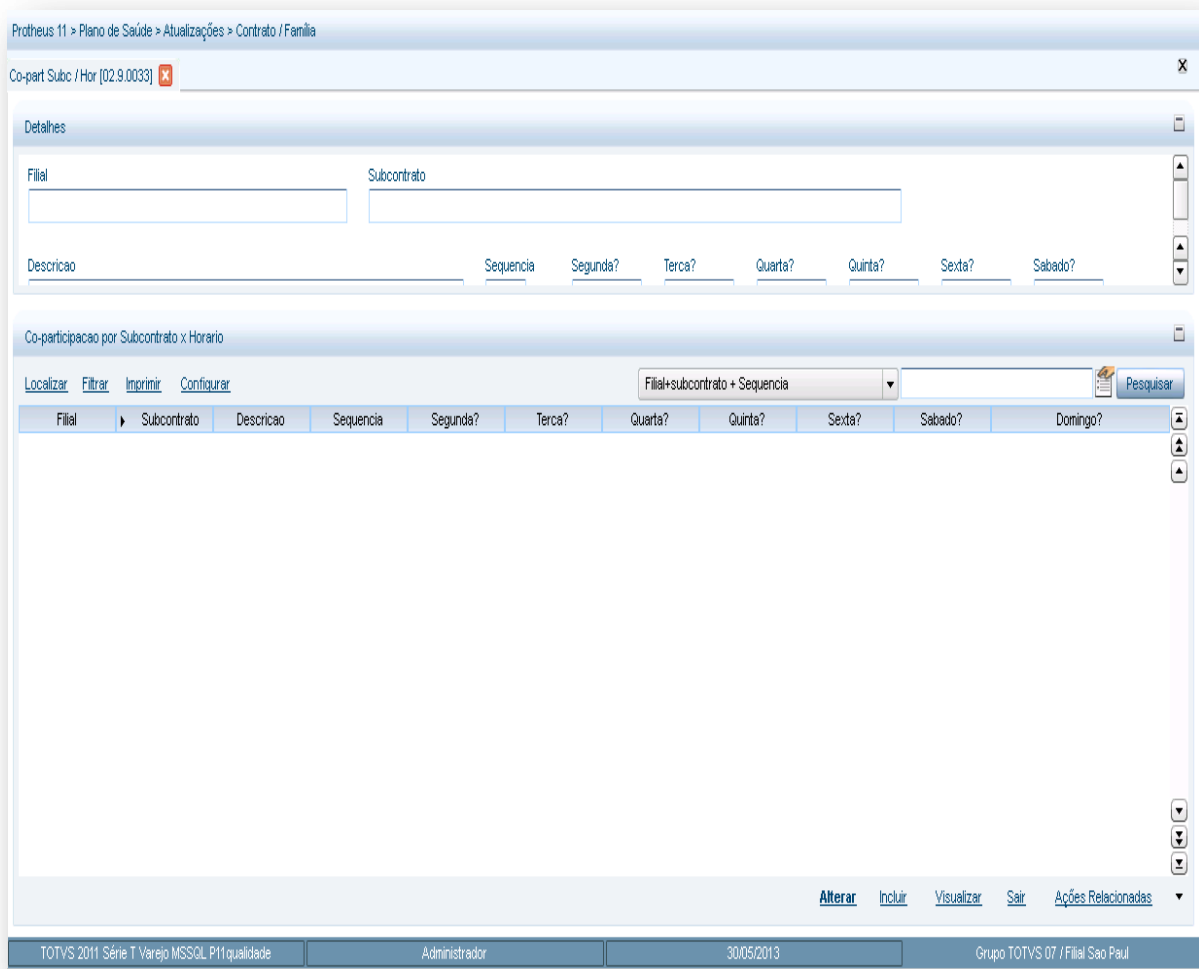 Protheus 11 > Plano de Saúde > Atualizações > Contrato / Família
Co-part Subc / Hor [02.9.0033]
X
Detalhes
Filial Subcontrato
Descricao Sequencia Segunda? Terca? Quarta? Quinta? Sexta? Sabado?
Co-participacao por Subcontrato x Horario
Localizar Filtrar Imprimir Configurar Filial+subcontrato + Sequencia Pesquisar
Filial Subcontrato Descricao Sequencia Segunda? Terca? Quarta? Quinta? Sexta? Sabado? Domingo?
Alterar Incluir Visualizar Sair Ações Relacionadas
TOTVS 2011 Série T Varejo MSSQL P11qualidade Administrador 30/05/2013 Grupo TOTVS 07 / Filial Sao Paul